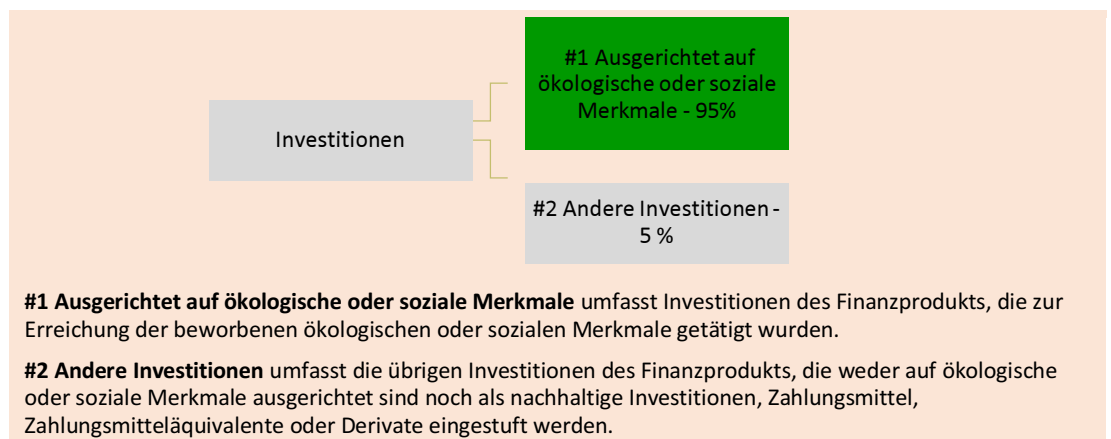 #1 Ausgerichtet auf
ökologische oder soziale
Merkmale - 95%
Investitionen
#2 Andere Investitionen -
5 %
#1 Ausgerichtet auf ökologische oder soziale Merkmale umfasst Investitionen des Finanzprodukts, die zur
Erreichung der beworbenen ökologischen oder sozialen Merkmale getätigt wurden.
#2 Andere Investitionen umfasst die übrigen Investitionen des Finanzprodukts, die weder auf ökologische
oder soziale Merkmale ausgerichtet sind noch als nachhaltige Investitionen, Zahlungsmittel,
Zahlungsmitteläquivalente oder Derivate eingestuft werden.